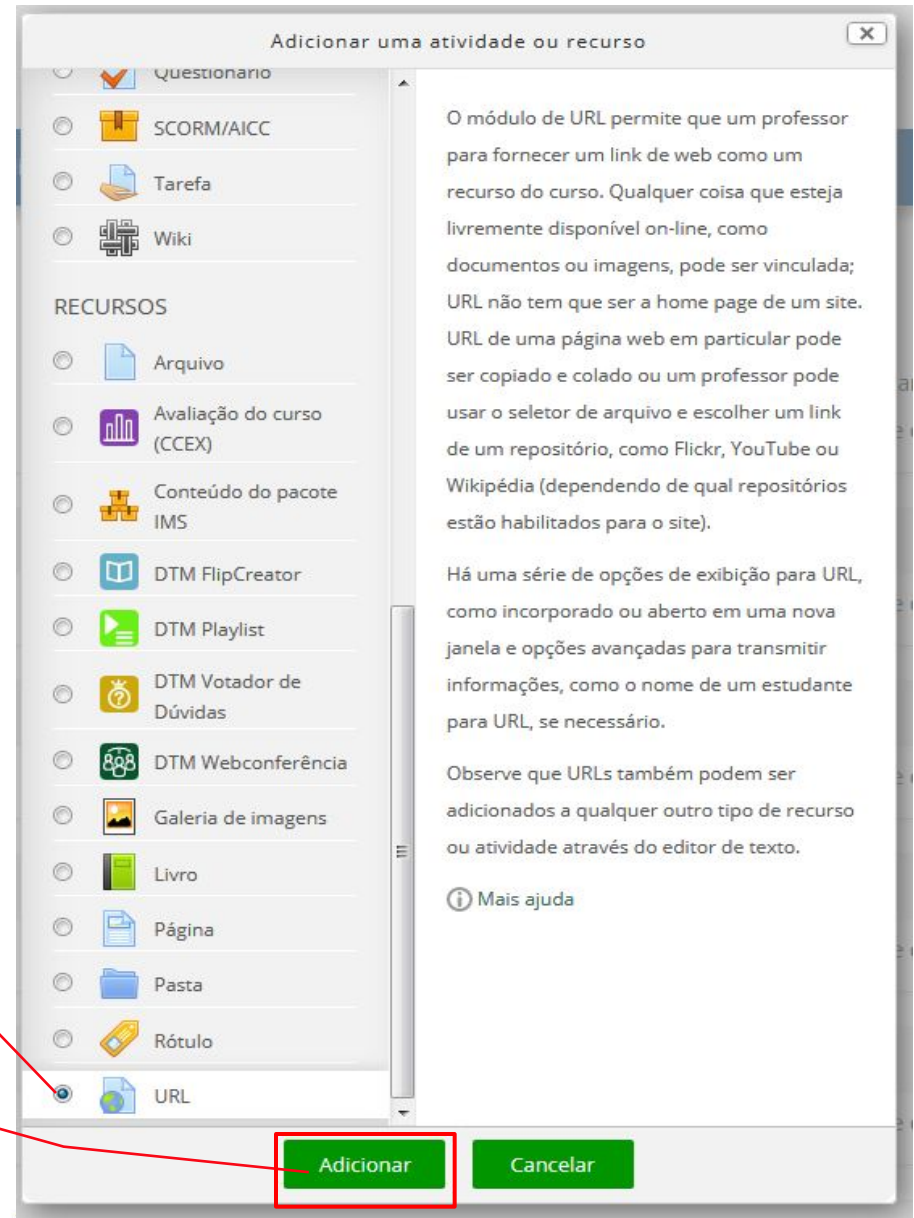 Adicionar uma atividade ou recurso
Questionário
SCORM/AICC
Tarefa
Wiki
RECURSOS
Arquivo
Avaliação do curso
(CCEX)
Conteúdo do pacote
IMS
DTM FlipCreator
DTM Playlist
DTM Votador de
Dúvidas
DTM Webconferência
Galeria de imagens
Livro
Página
Pasta
Rótulo
URL
O módulo de URL permite que um professor
para fornecer um link de web como um
recurso do curso. Qualquer coisa que esteja
livremente disponível on-line, como
documentos ou imagens, pode ser vinculada;
URL não tem que ser a home page de um site.
URL de uma página web em particular pode
ser copiado e colado ou um professor pode
usar o seletor de arquivo e escolher um link
de um repositório, como Flickr, YouTube ou
Wikipédia (dependendo de qual repositórios
estão habilitados para o site).
Há uma série de opções de exibição para URL,
como incorporado ou aberto em uma nova
janela e opções avançadas para transmitir
informações, como o nome de um estudante
para URL, se necessário.
Observe que URLs também podem ser
adicionados a qualquer outro tipo de recurso
ou atividade através do editor de texto.
Mais ajuda
Adicionar
Cancelar